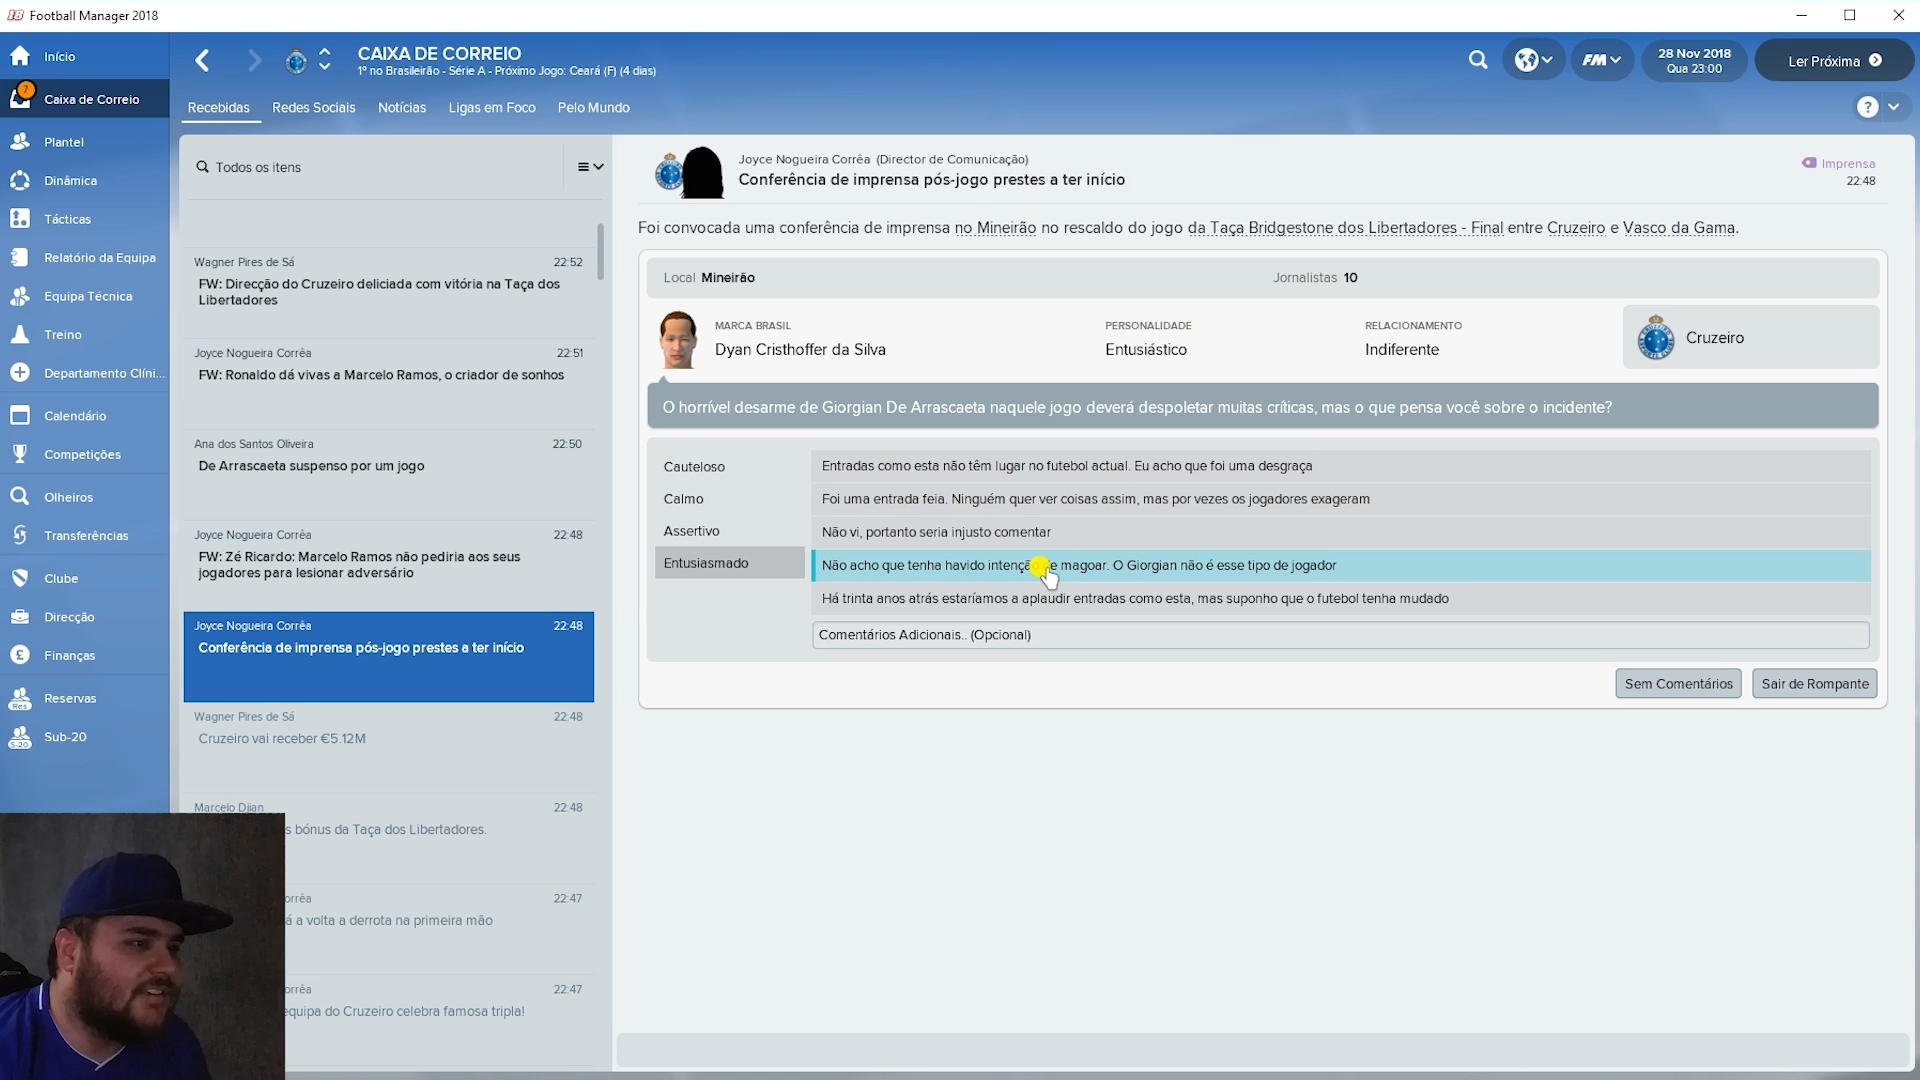 18 Football Manager 2018
Início
7
Caixa de Correio
Plantel
Dinâmica
Tácticas
Relatório da Equipa
Equipa Técnica
Treino
Departamento Clíni...
Calendário
Competições
Olheiros
Transferências
Clube
Direcção
Finanças
Reservas
Res
Sub-20
S-20
CAIXA DE CORREIO
1º no Brasileirão - Série A - Próximo Jogo: Ceará (F) (4 dias)
FM
28 Nov 2018
Qua 23:00
Ler Próxima
Recebidas Redes Sociais Notícias Ligas em Foco Pelo Mundo
?
Todos os itens
Wagner Pires de Sá 22:52
FW: Direcção do Cruzeiro deliciada com vitória na Taça dos
Libertadores
Joyce Nogueira Corrêa 22:51
FW: Ronaldo dá vivas a Marcelo Ramos, o criador de sonhos
Ana dos Santos Oliveira 22:50
De Arrascaeta suspenso por um jogo
Joyce Nogueira Corrêa 22:48
FW: Zé Ricardo: Marcelo Ramos não pediria aos seus
jogadores para lesionar adversário
Joyce Nogueira Corrêa 22:48
Conferência de imprensa pós-jogo prestes a ter início
Wagner Pires de Sá 22:48
Cruzeiro vai receber €5.12M
Marcelo Djian 22:48
s bónus da Taça dos Libertadores.
orrêa 22:47
á a volta a derrota na primeira mão
orrêa 22:47
equipa do Cruzeiro celebra famosa tripla!
Joyce Nogueira Corrêa (Director de Comunicação)
Conferência de imprensa pós-jogo prestes a ter início
Imprensa
22:48
Foi convocada uma conferência de imprensa no Mineirão no rescaldo do jogo da Taça Bridgestone dos Libertadores - Final entre Cruzeiro e Vasco da Gama.
Local Mineirão Jornalistas 10
MARCA BRASIL PERSONALIDADE RELACIONAMENTO
Dyan Cristhoffer da Silva Entusiástico Indiferente
Cruzeiro
O horrível desarme de Giorgian De Arrascaeta naquele jogo deverá despoletar muitas críticas, mas o que pensa você sobre o incidente?
Cauteloso
Calmo
Assertivo
Entusiasmado
Entradas como esta não têm lugar no futebol actual. Eu acho que foi uma desgraça
Foi uma entrada feia. Ninguém quer ver coisas assim, mas por vezes os jogadores exageram
Não vi, portanto seria injusto comentar
Não acho que tenha havido intenção de magoar. O Giorgian não é esse tipo de jogador
Há trinta anos atrás estaríamos a aplaudir entradas como esta, mas suponho que o futebol tenha mudado
Comentários Adicionais.. (Opcional)
Sem Comentários Sair de Rompante